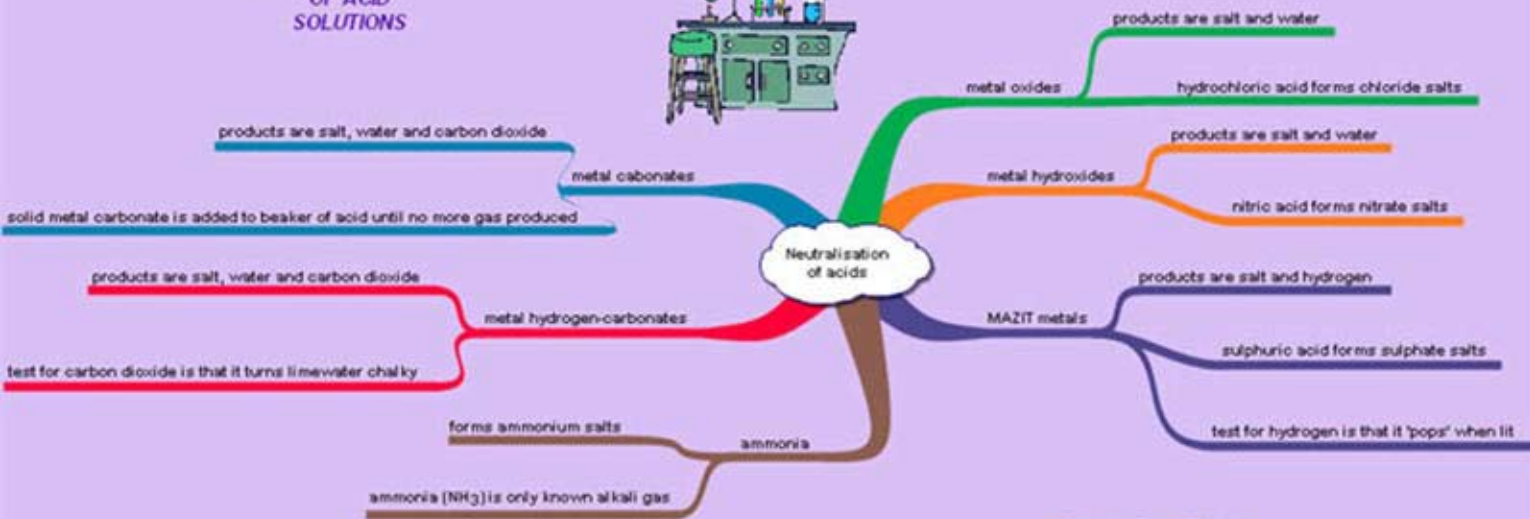 OF ACID
SOLUTIONS
products are salt and water
metal oxides
hydrochloric acid forms chloride salts
products are salt and water
metal hydroxides
nitric acid forms nitrate salts
products are salt, water and carbon dioxide
metal cabonates
solid metal carbonate is added to beaker of acid until no more gas produced
Neutralisation
of acids
products are salt, water and carbon dioxide
metal hydrogen-carbonates
test for carbon dioxide is that it turns limewater chalky
products are salt and hydrogen
MAZIT metals
sulphuric acid forms sulphate salts
test for hydrogen is that it 'pops' when lit
forms ammonium salts
ammonia
ammonia (NH3) is only known alkali gas